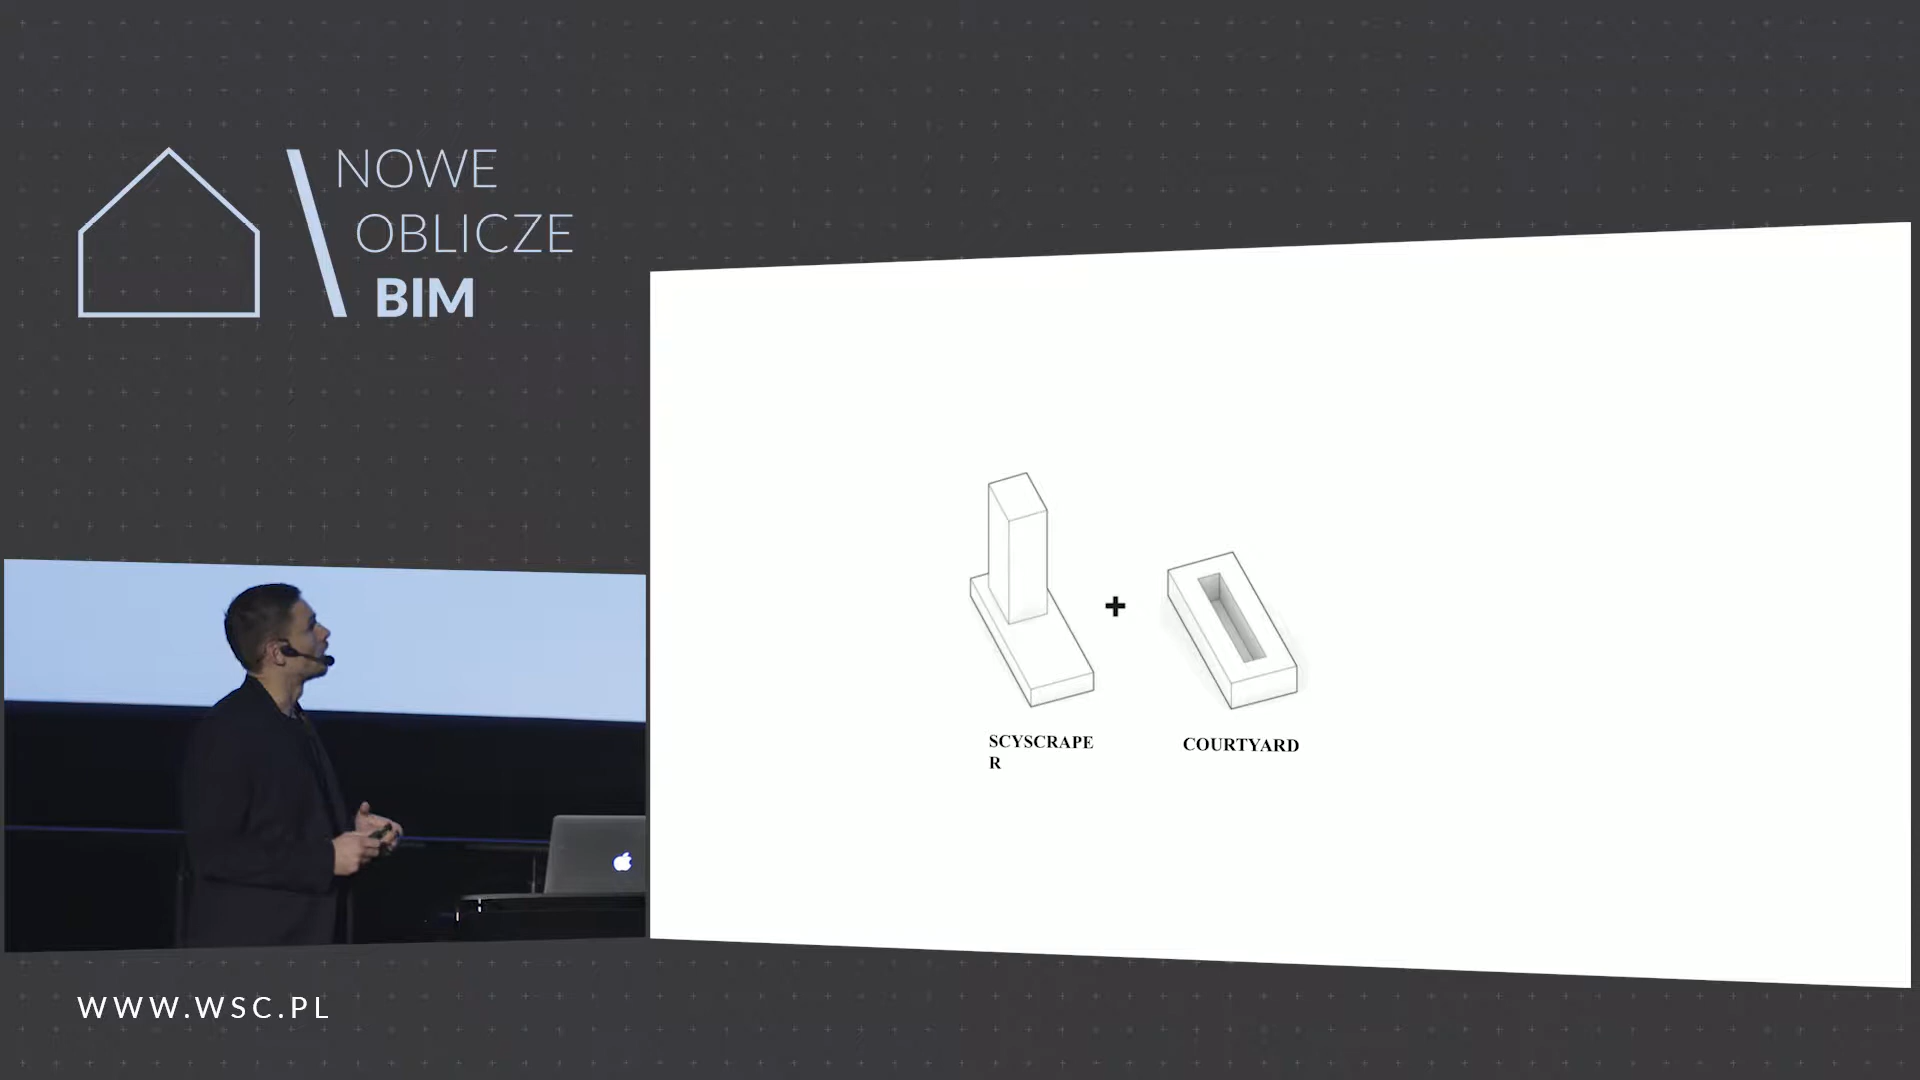 NOWE
OBLICZE
BIM
+
SCYSCRAPE
R
COURTYARD
WWW.WSC.PL